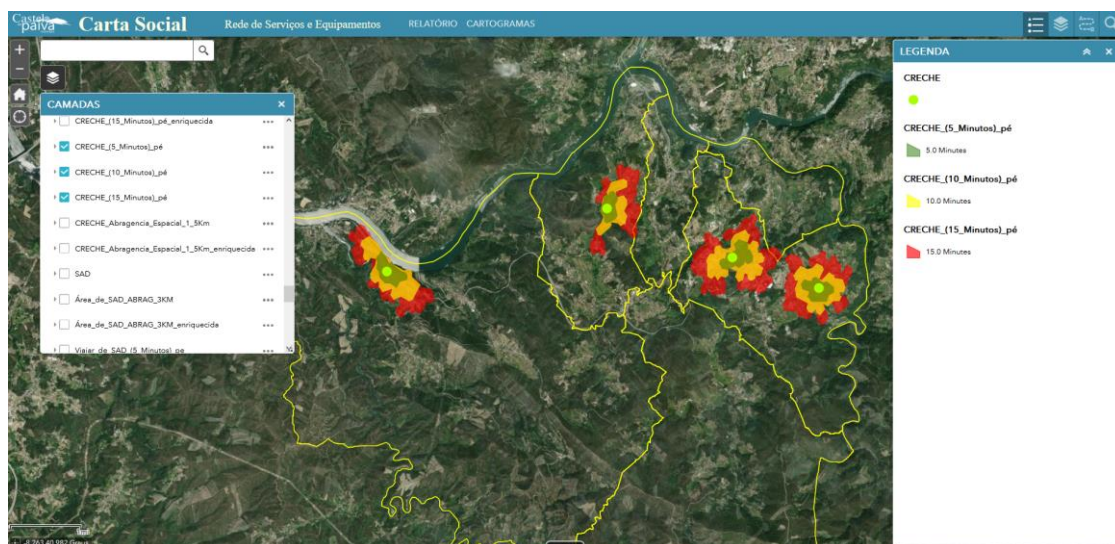 Castelo
paiva
Carta Social
Rede de Serviços e Equipamentos
RELATÓRIO CARTOGRAMAS
+
−
CAMADAS
CRECHE_(15_Minutos)_pé_enriquecida
CRECHE_(5_Minutos)_pé
CRECHE_(10_Minutos)_pé
CRECHE_(15_Minutos)_pé
CRECHE_Abragencia_Espacial_1_5Km
CRECHE_Abragencia_Espacial_1_5Km_enriquecida
SAD
Área_de_SAD_ABRAG_3KM
Área_de_SAD_ABRAG_3KM_enriquecida
Viajar_de_SAD_(5_Minutos)_pe
LEGENDA
CRECHE
CRECHE_(5_Minutos)_pé
5.0 Minutes
CRECHE_(10_Minutos)_pé
10.0 Minutes
CRECHE_(15_Minutos)_pé
15.0 Minutes